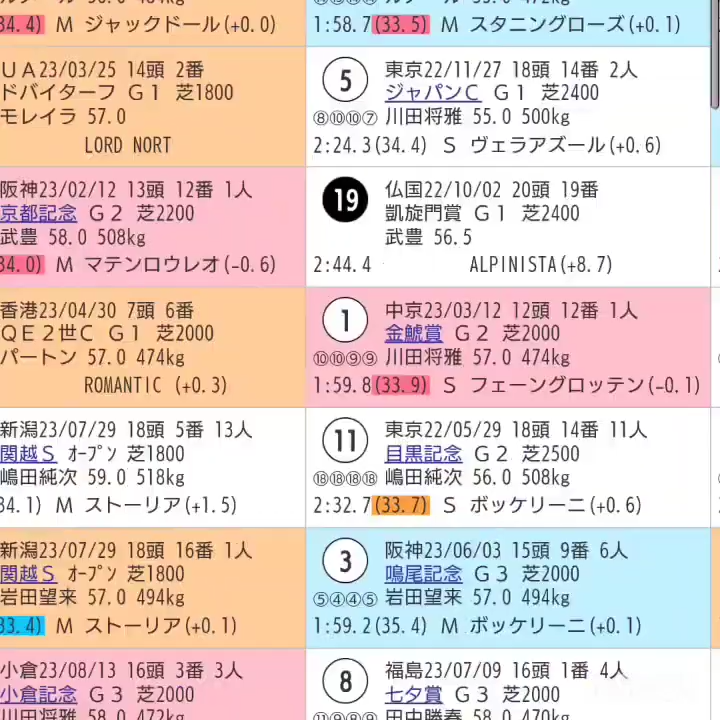 34.4) M ジャックドール(+0.0)
1:58.7(33.5) M スタニングローズ(+0.1)
ＵＡ23/03/25 14頭 2番
ドバイターフ Ｇ１ 芝1800
モレイラ 57.0
LORD NORT
5 東京22/11/27 18頭 14番 2人
ジャパンＣ Ｇ１ 芝2400
⑧⑩⑩⑦ 川田将雅 55.0 500kg
2:24.3(34.4) S ヴェラアズール(+0.6)
阪神23/02/12 13頭 12番 1人
京都記念 Ｇ２ 芝2200
武豊 58.0 508kg
34.0) M マテンロウレオ(-0.6)
19 仏国22/10/02 20頭 19番
凱旋門賞 Ｇ１ 芝2400
武豊 56.5
2:44.4 ALPINISTA(+8.7)
香港23/04/30 7頭 6番
ＱＥ２世Ｃ Ｇ１ 芝2000
パートン 57.0 474kg
ROMANTIC (+0.3)
1 中京23/03/12 12頭 12番 1人
金鯱賞 Ｇ２ 芝2000
⑩⑩⑨⑨ 川田将雅 57.0 474kg
1:59.8(33.9) S フェーングロッテン(-0.1)
新潟23/07/29 18頭 5番 13人
関越Ｓ ｵｰﾌﾟﾝ 芝1800
嶋田純次 59.0 518kg
34.1) M ストーリア(+1.5)
11 東京22/05/29 18頭 14番 11人
目黒記念 Ｇ２ 芝2500
⑱⑱⑱⑱ 嶋田純次 56.0 508kg
2:32.7(33.7) S ボッケリーニ(+0.6)
新潟23/07/29 18頭 16番 1人
関越Ｓ ｵｰﾌﾟﾝ 芝1800
岩田望来 57.0 494kg
33.4) M ストーリア(+0.1)
3 阪神23/06/03 15頭 9番 6人
鳴尾記念 Ｇ３ 芝2000
⑤④④⑤ 岩田望来 57.0 494kg
1:59.2(35.4) M ボッケリーニ(+0.1)
小倉23/08/13 16頭 3番 3人
小倉記念 Ｇ３ 芝2000
川田将雅 58.0 472kg
8 福島23/07/09 16頭 1番 4人
七夕賞 Ｇ３ 芝2000
田中勝春 58.0 470kg